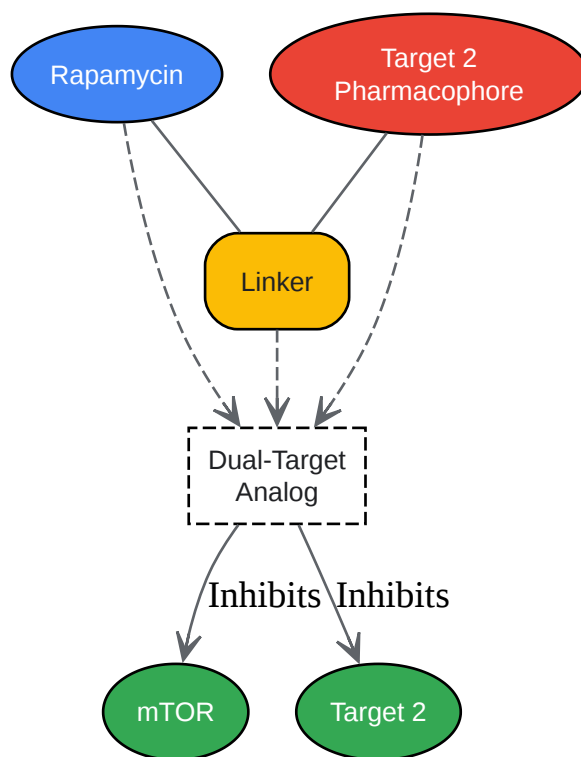 Rapamycin
Target 2
Pharmacophore
Linker
Dual-Target
Analog
Inhibits Inhibits
mTOR
Target 2